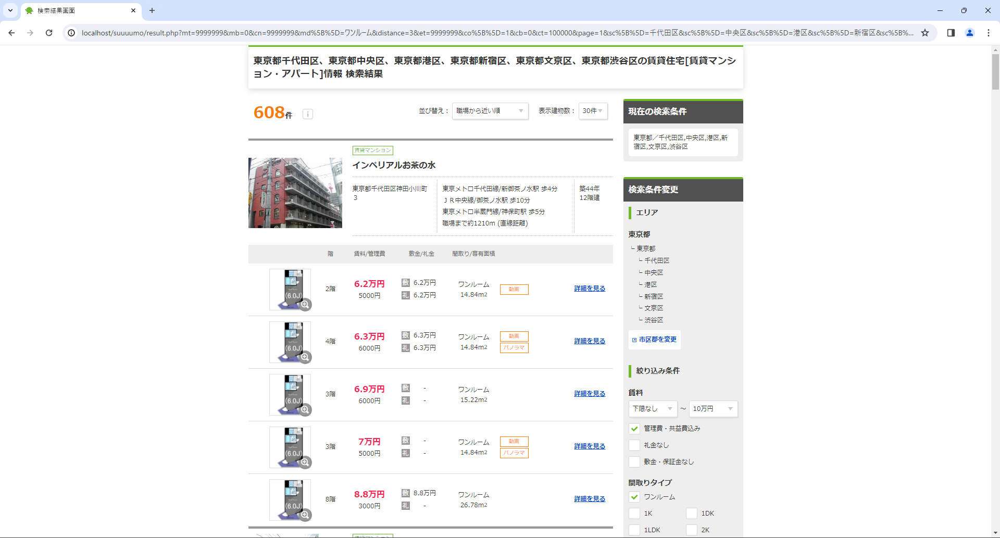 検索結果画面
localhost/suuuumo/result.php?mt=9999999&mb=0&cn=9999999&md%5B%5D=ワンルーム&distance=3&et=9999999&co%5B%5D=1&cb=0&ct=100000&page=1&sc%5B%5D=千代田区&sc%5B%5D=中央区&sc%5B%5D=港区&sc%5B%5D=新宿区&sc%5B%...
東京都千代田区、東京都中央区、東京都港区、東京都新宿区、東京都文京区、東京都渋谷区の賃貸住宅[賃貸マンシ
ョン・アパート]情報 検索結果
608件
並び替え： 職場から近い順 表示建物数： 30件
賃貸マンション
インペリアルお茶の水
東京都千代田区神田小川町
３
東京メトロ千代田線/新御茶ノ水駅 歩4分
ＪＲ中央線/御茶ノ水駅 歩10分
東京メトロ半蔵門線/神保町駅 歩5分
職場まで約1210m (直線距離)
築44年
12階建
階 賃料/管理費 敷金/礼金 間取り/専有面積
(6.0J) 2階 6.2万円 5000円 敷 6.2万円 礼 6.2万円 ワンルーム 14.84m2 動画 詳細を見る
(6.0J) 4階 6.3万円 6000円 敷 6.3万円 礼 6.3万円 ワンルーム 14.84m2 動画 パノラマ 詳細を見る
(6.0J) 3階 6.9万円 6000円 敷 - 礼 - ワンルーム 15.22m2 詳細を見る
(6.0J) 3階 7万円 5000円 敷 - 礼 - ワンルーム 14.84m2 動画 パノラマ 詳細を見る
(6.0J) 8階 8.8万円 3000円 敷 8.8万円 礼 - ワンルーム 26.78m2 詳細を見る
賃貸マンション
現在の検索条件
東京都／千代田区,中央区,港区,新
宿区,文京区,渋谷区
検索条件変更
エリア
東京都
└ 東京都
└ 千代田区
└ 中央区
└ 港区
└ 新宿区
└ 文京区
└ 渋谷区
市区郡を変更
絞り込み条件
賃料
下限なし ～ 10万円
管理費・共益費込み
礼金なし
敷金・保証金なし
間取りタイプ
ワンルーム
1K 1DK
1LDK 2K